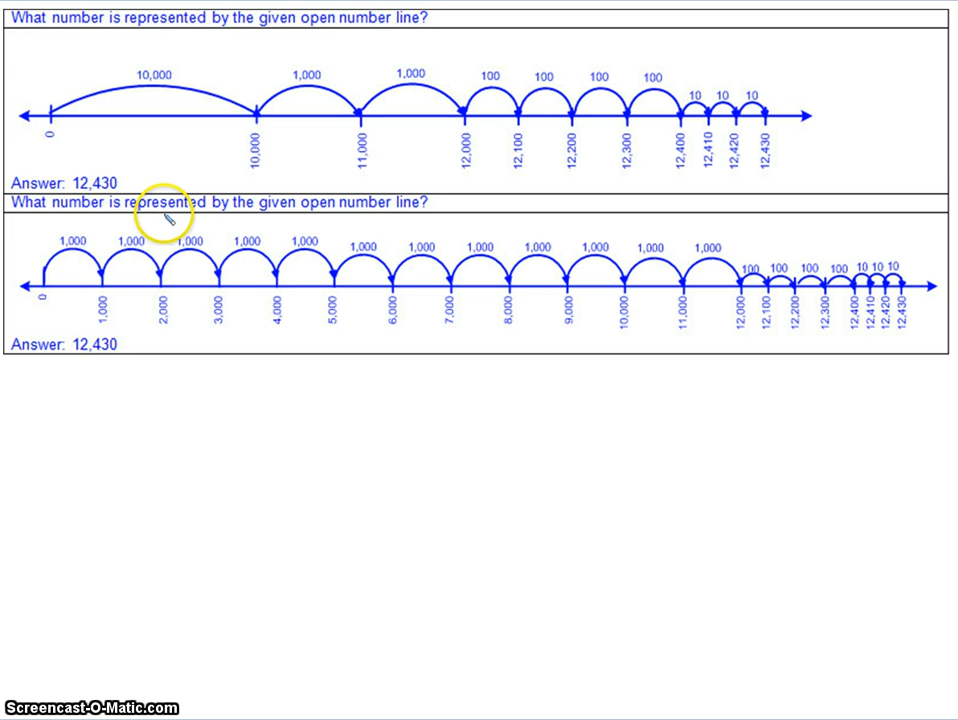 What number is represented by the given open number line?
10,000 1,000 1,000 100 100 100 100 10 10 10
0 10,000 11,000 12,000 12,100 12,200 12,300 12,400 12,410 12,420 12,430
Answer: 12,430
What number is represented by the given open number line?
1,000 1,000 1,000 1,000 1,000 1,000 1,000 1,000 1,000 1,000 1,000 1,000 100 100 100 100 10 10 10
0 1,000 2,000 3,000 4,000 5,000 6,000 7,000 8,000 9,000 10,000 11,000 12,000 12,100 12,200 12,300 12,400 12,410 12,420 12,430
Answer: 12,430
Screencast-O-Matic.com